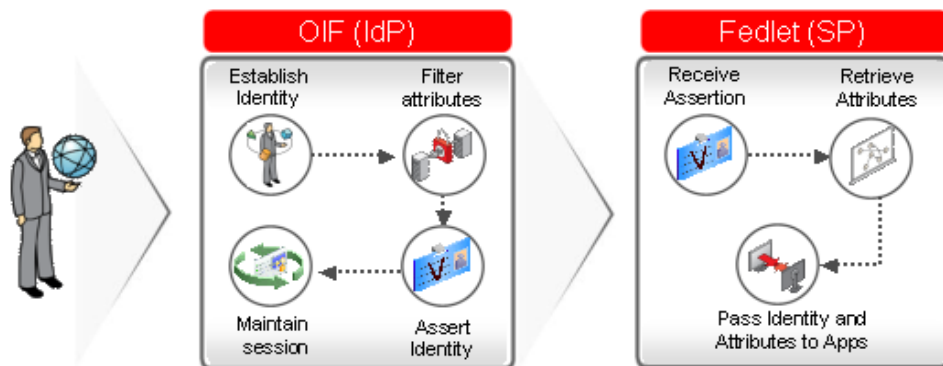 OIF (IdP)
Establish
Identity
Filter
attributes
Maintain
session
Assert
Identity
Fedlet (SP)
Receive
Assertion
Retrieve
Attributes
Pass Identity and
Attributes to Apps